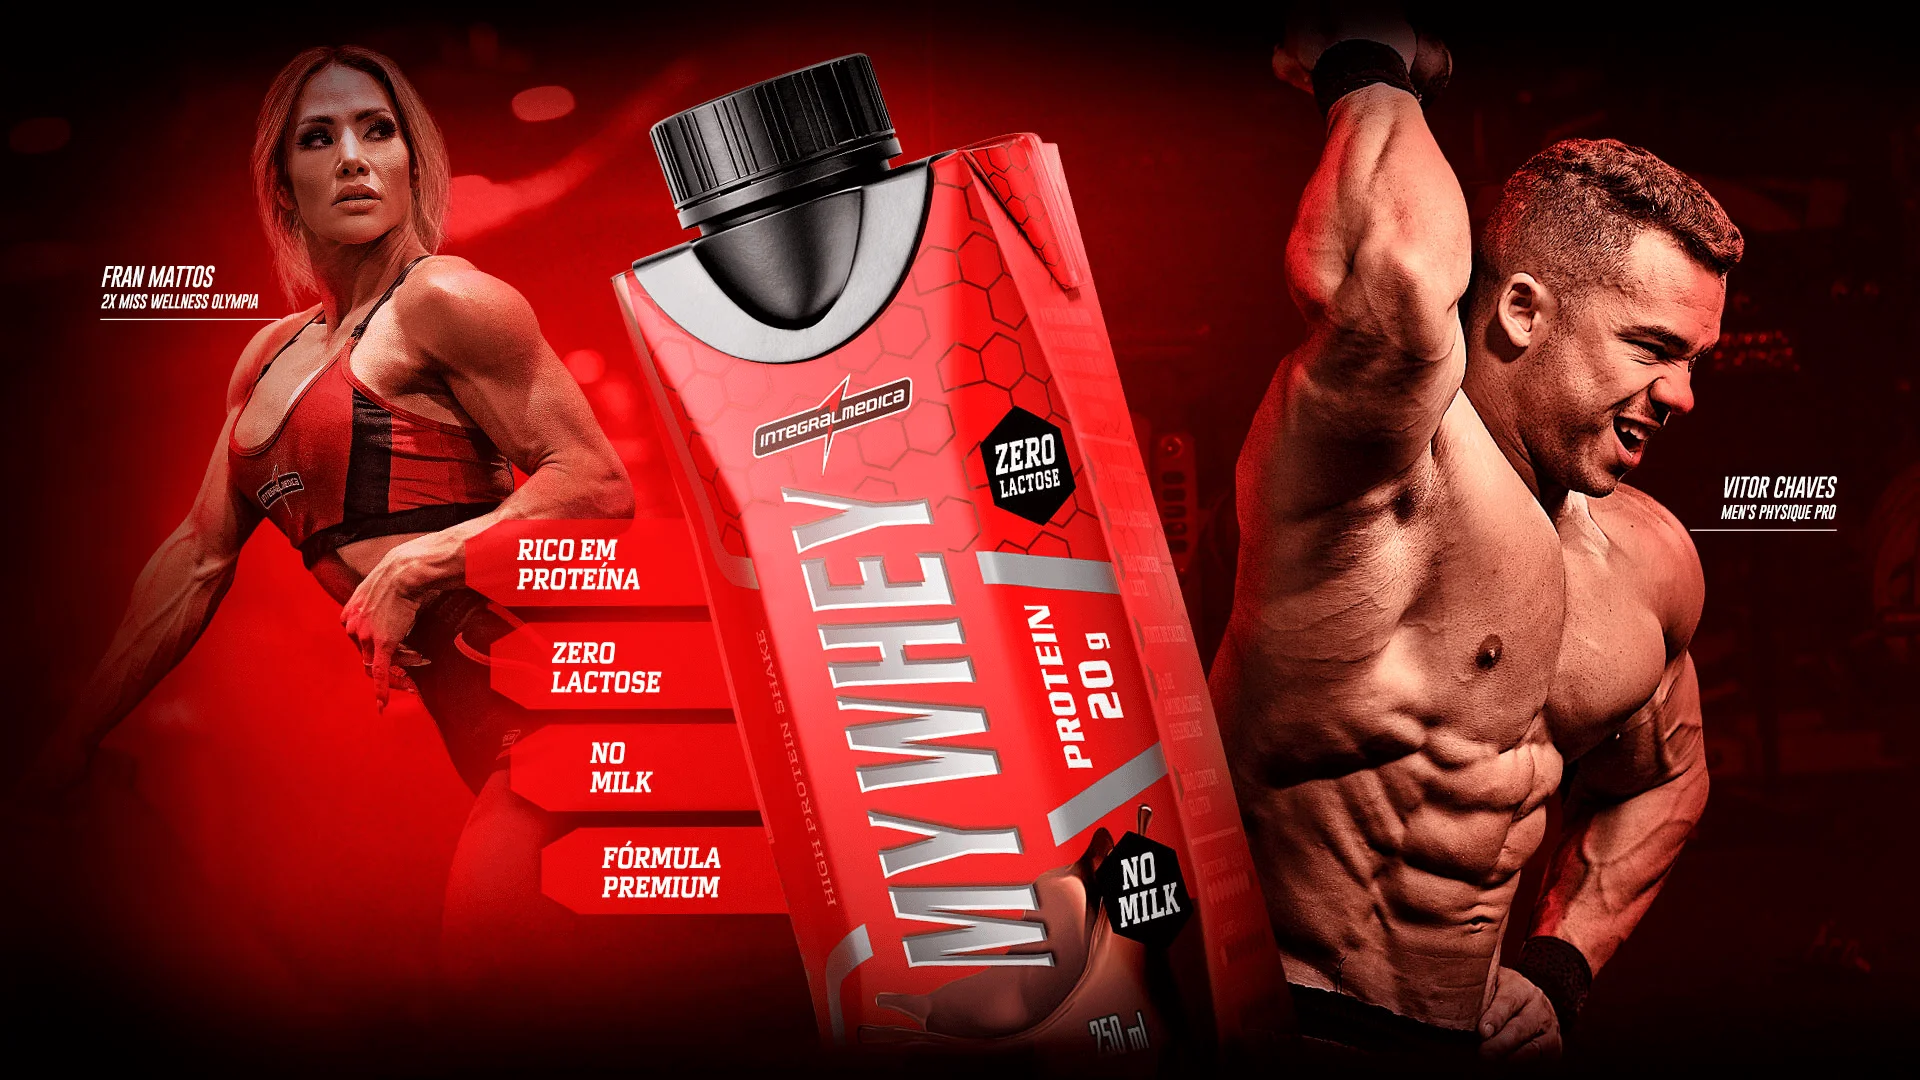 FRAN MATTOS
2X MISS WELLNESS OLYMPIA
INTEGRALMEDICA
ZERO
LACTOSE
VITOR CHAVES
MEN'S PHYSIQUE PRO
RICO EM
PROTEÍNA
ZERO
LACTOSE
NO
MILK
FÓRMULA
PREMIUM
HIGH PROTEIN SHAKE
MY WHEY
PROTEIN
20 g
NO
MILK
250 ml